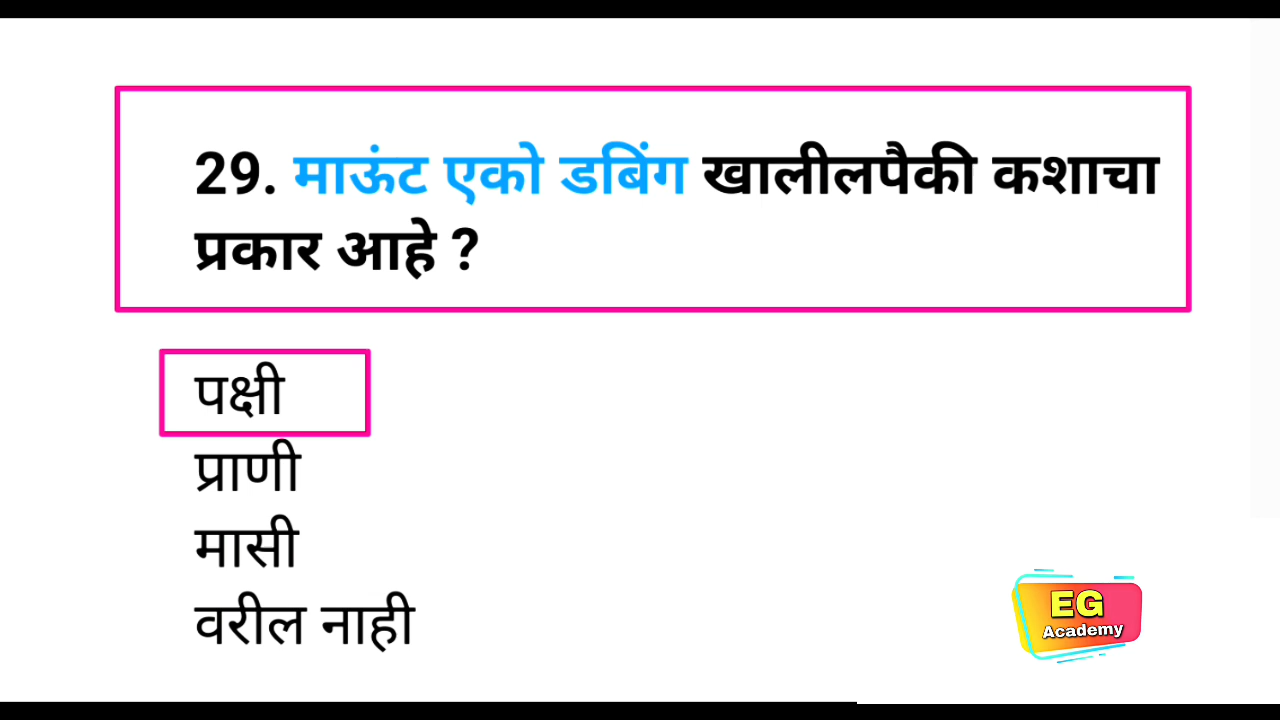 29. माऊंट एको डबिंग खालीलपैकी कशाचा
प्रकार आहे ?
पक्षी
प्राणी
मासी
वरील नाही
EG
Academy